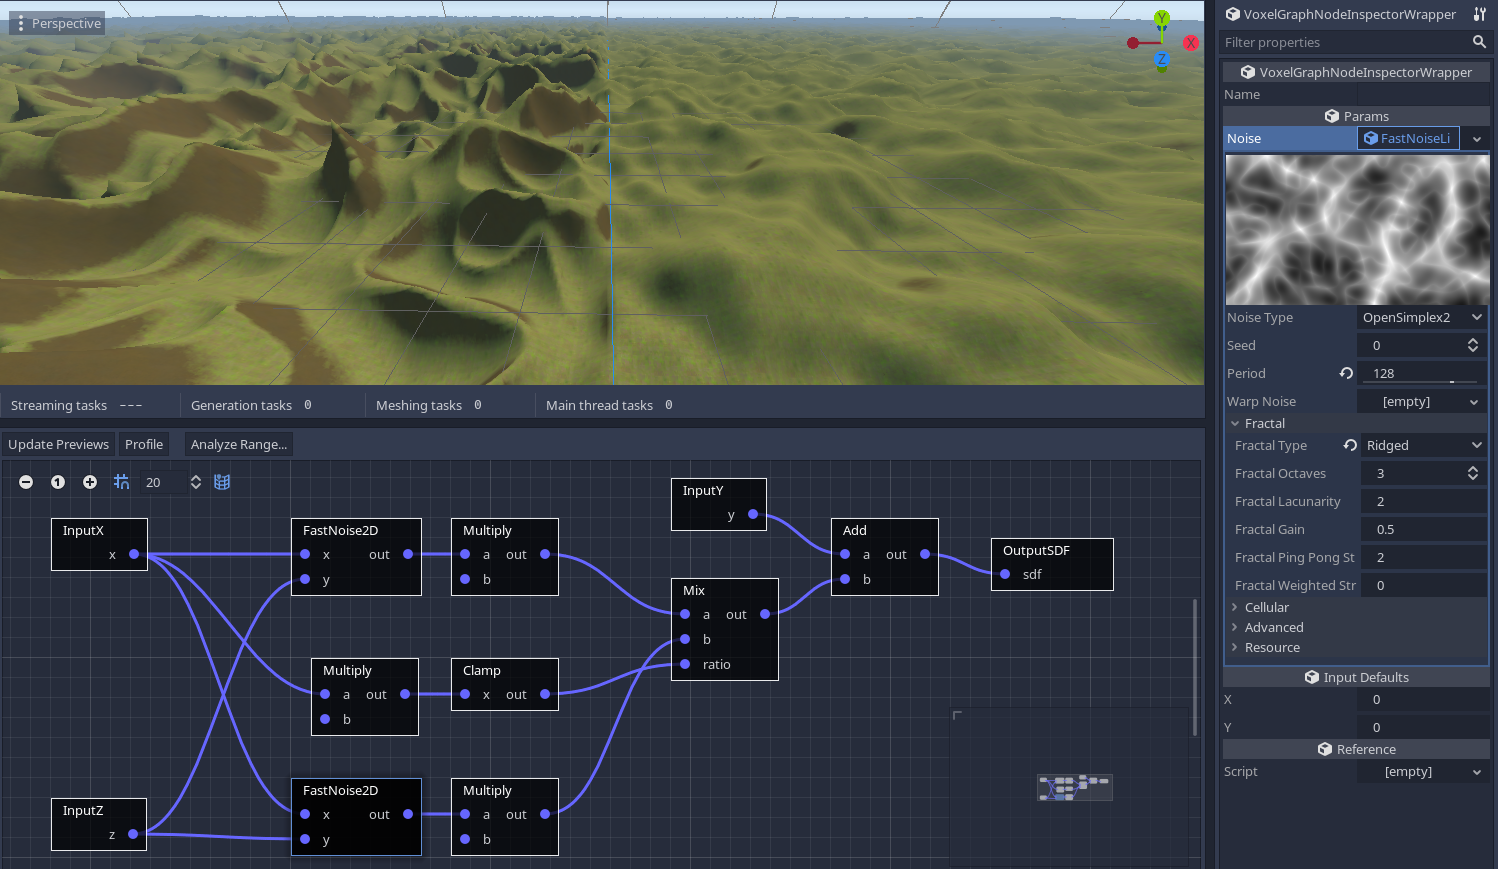 Perspective
Y
X
Z
Streaming tasks ---
Generation tasks 0
Meshing tasks 0
Main thread tasks 0
Update Previews
Profile
Analyze Range...
1
20
InputX
x
FastNoise2D
x out
y
Multiply
a out
b
InputY
y
Add
a out
b
OutputSDF
sdf
Mix
a out
b
ratio
Multiply
a out
b
Clamp
x out
InputZ
z
FastNoise2D
x out
y
Multiply
a out
b
VoxelGraphNodeInspectorWrapper
Filter properties
VoxelGraphNodeInspectorWrapper
Name
Params
Noise FastNoiseLi
Noise Type OpenSimplex2
Seed 0
Period 128
Warp Noise [empty]
Fractal
Fractal Type Ridged
Fractal Octaves 3
Fractal Lacunarity 2
Fractal Gain 0.5
Fractal Ping Pong St 2
Fractal Weighted Str 0
Cellular
Advanced
Resource
Input Defaults
X 0
Y 0
Reference
Script [empty]